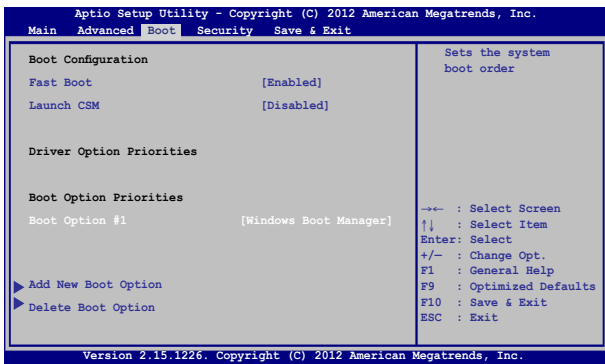 Aptio Setup Utility - Copyright (C) 2012 American Megatrends, Inc.
Main Advanced Boot Security Save & Exit
Boot Configuration
Fast Boot [Enabled]
Launch CSM [Disabled]
Driver Option Priorities
Boot Option Priorities
Boot Option #1 [Windows Boot Manager]
Add New Boot Option
Delete Boot Option
Sets the system
boot order
→← : Select Screen
↑↓ : Select Item
Enter: Select
+/— : Change Opt.
F1 : General Help
F9 : Optimized Defaults
F10 : Save & Exit
ESC : Exit
Version 2.15.1226. Copyright (C) 2012 American Megatrends, Inc.